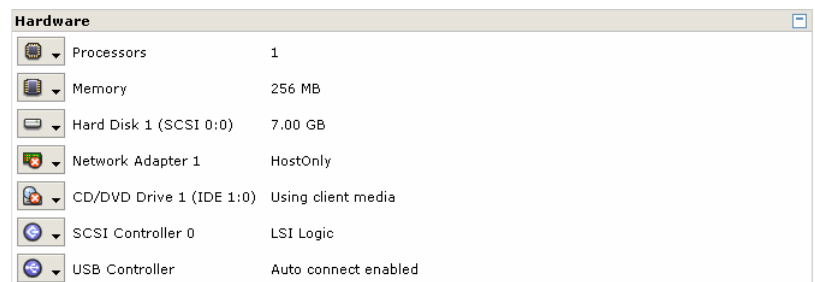 Hardware
Processors 1
Memory 256 MB
Hard Disk 1 (SCSI 0:0) 7.00 GB
Network Adapter 1 HostOnly
CD/DVD Drive 1 (IDE 1:0) Using client media
SCSI Controller 0 LSI Logic
USB Controller Auto connect enabled